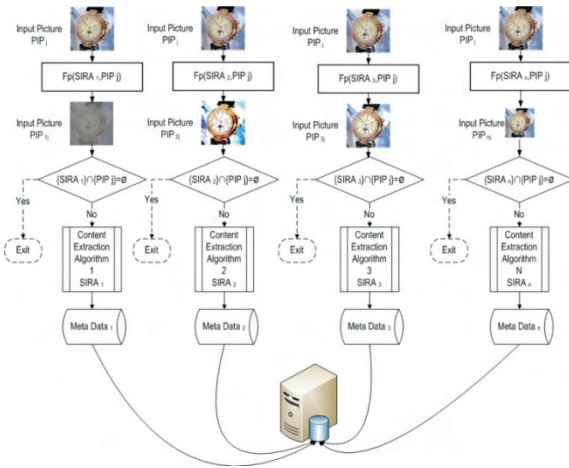 Input Picture
PIP j
Input Picture
PIP i
Input Picture
PIP i
Input Picture
PIP i
Fp(SIRA 1,PIP j)
Fp(SIRA 2,PIP j)
Fp(SIRA 3,PIP j)
Fp(SIRA n,PIP j)
Input Picture
PIP 1j
Input Picture
PIP 2j
Input Picture
PIP 3j
Input Picture
PIP nj
{SIRA 1}∩{PIP j}=ø
{SIRA 2}∩{PIP j}=ø
{SIRA 3}∩{PIP j}=ø
{SIRA n}∩{PIP j}=ø
Yes
No
Yes
No
Yes
No
Yes
No
Exit
Content
Extraction
Algorithm
1
SIRA 1
Exit
Content
Extraction
Algorithm
2
SIRA 2
Exit
Content
Extraction
Algorithm
3
SIRA 3
Exit
Content
Extraction
Algorithm
N
SIRA n
Meta Data 1
Meta Data 2
Meta Data 3
Meta Data n